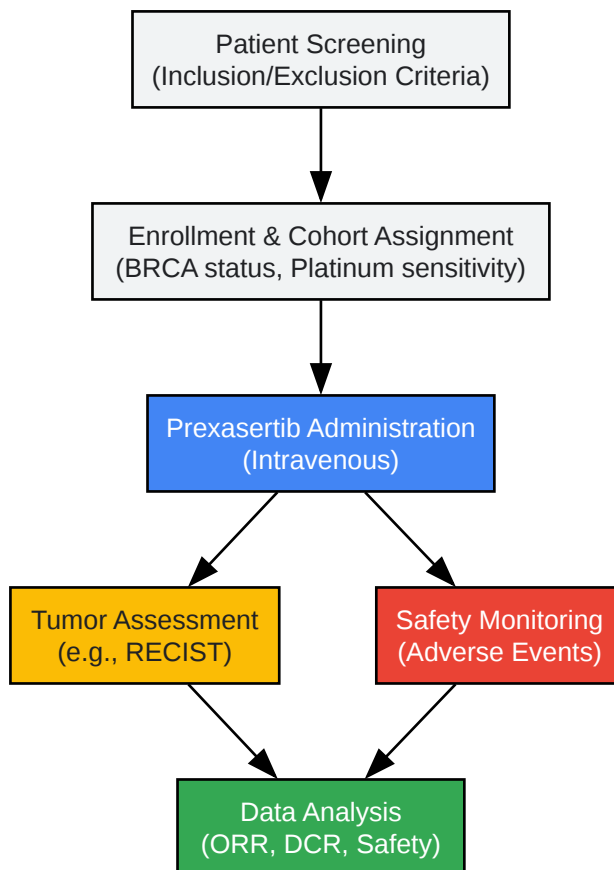 Patient Screening
(Inclusion/Exclusion Criteria)
Enrollment & Cohort Assignment
(BRCA status, Platinum sensitivity)
Prexasertib Administration
(Intravenous)
Tumor Assessment
(e.g., RECIST)
Safety Monitoring
(Adverse Events)
Data Analysis
(ORR, DCR, Safety)